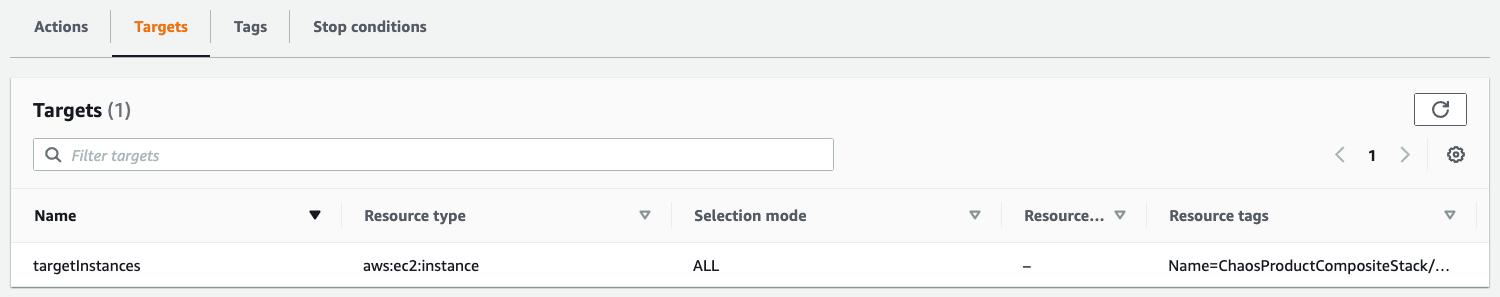 Actions Targets Tags Stop conditions
Targets (1)
Filter targets
1
Name Resource type Selection mode Resource... Resource tags
targetInstances aws:ec2:instance ALL – Name=ChaosProductCompositeStack/...